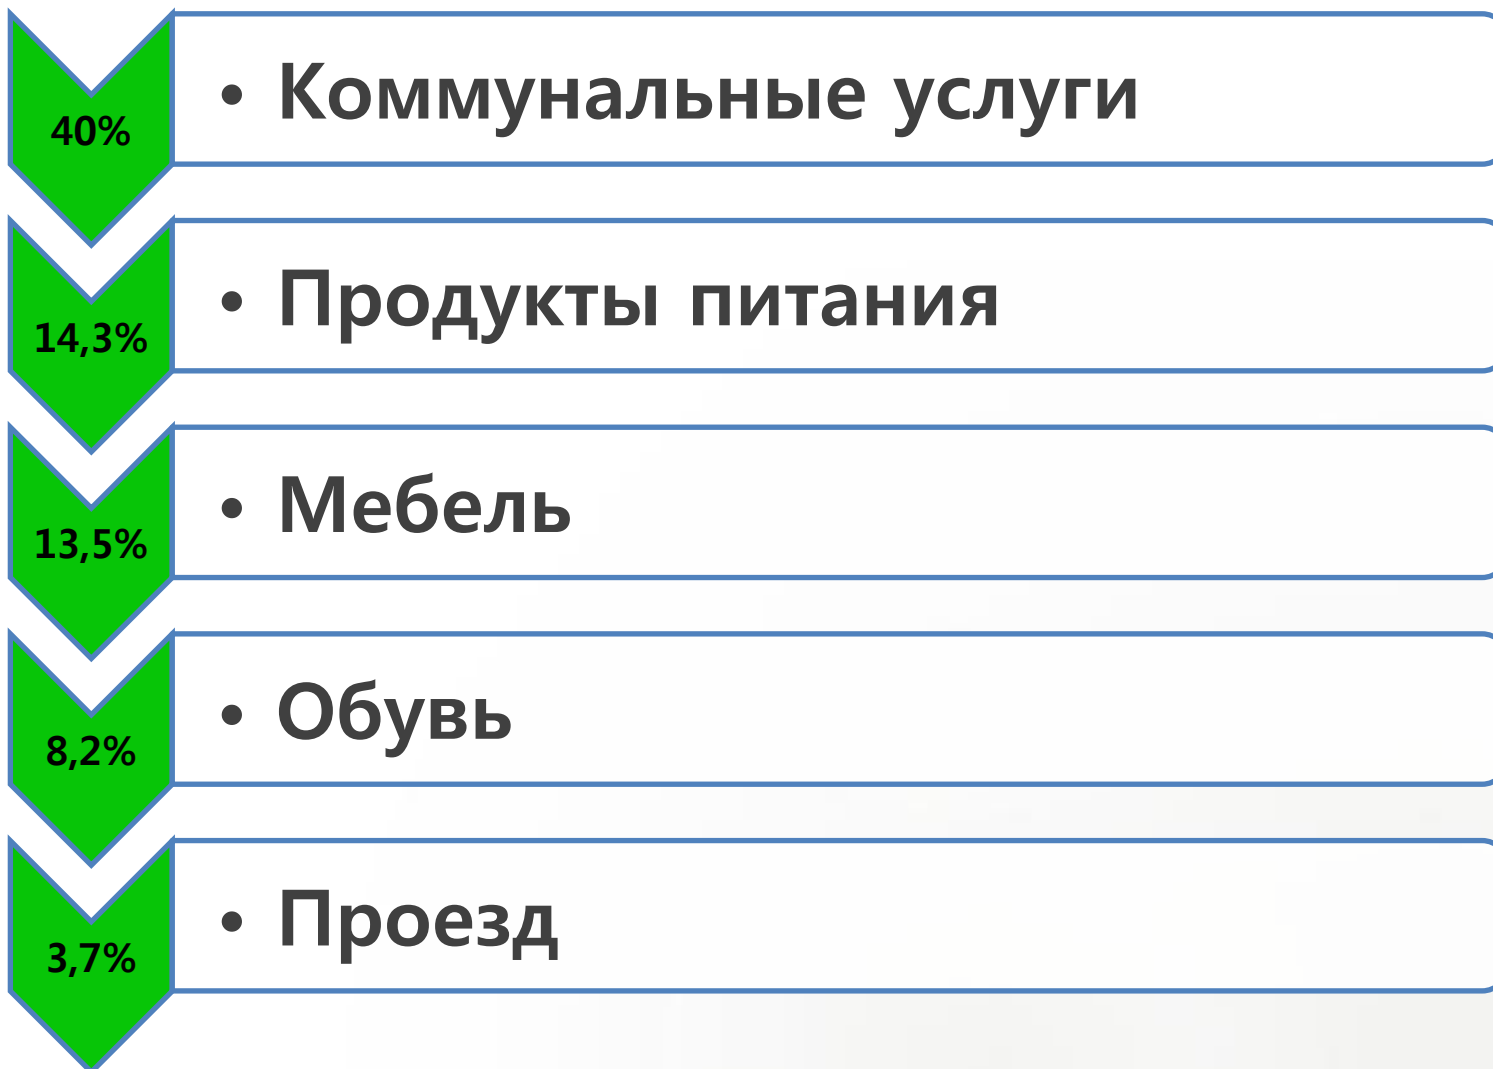 40%
• Коммунальные услуги
14,3%
• Продукты питания
13,5%
• Мебель
8,2%
• Обувь
3,7%
• Проезд